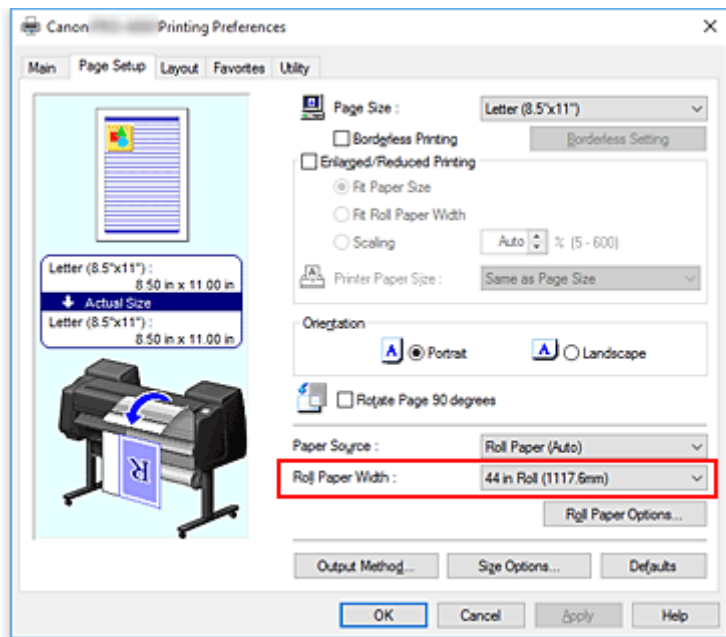 Canon Printing Preferences
Main Page Setup Layout Favorites Utility
Page Size : Letter (8.5"x11")
Borderless Printing Borderless Setting
Enlarged/Reduced Printing
Fit Paper Size
Fit Roll Paper Width
Scaling Auto % (5 - 600)
Printer Paper Size : Same as Page Size
Letter (8.5"x11") :
8.50 in x 11.00 in
Actual Size
Letter (8.5"x11") :
8.50 in x 11.00 in
Orientation
A Portrait A Landscape
Rotate Page 90 degrees
R
Paper Source : Roll Paper (Auto)
Roll Paper Width : 44 in Roll (1117.6mm)
Roll Paper Options...
Output Method... Size Options... Defaults
OK Cancel Apply Help